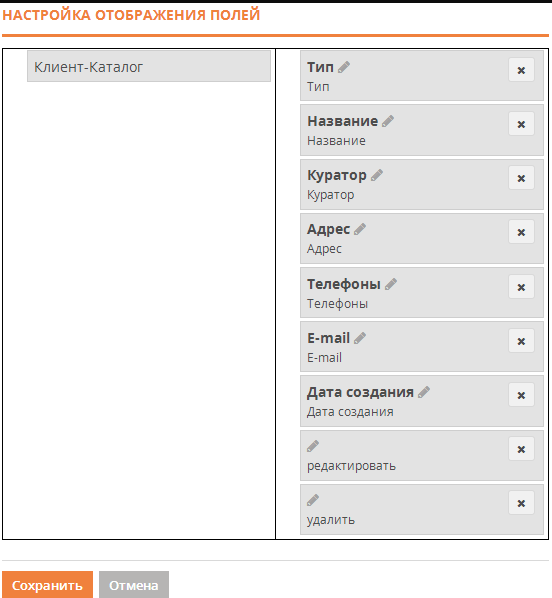 НАСТРОЙКА ОТОБРАЖЕНИЯ ПОЛЕЙ
Клиент-Каталог
Тип
Тип
Название
Название
Куратор
Куратор
Адрес
Адрес
Телефоны
Телефоны
E-mail
E-mail
Дата создания
Дата создания
редактировать
удалить
Сохранить
Отмена